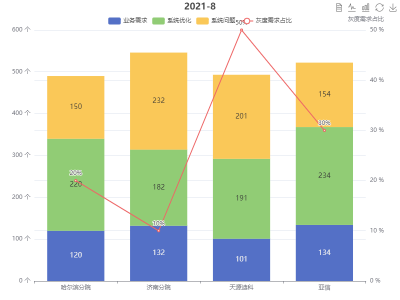 2021-8
业务需求 系统优化 系统问题 灰度需求占比
灰度需求占比
600 个
500 个
400 个
300 个
200 个
100 个
0 个
50 %
40 %
30 %
20 %
10 %
0 %
150
220
120
20%
232
182
132
10%
201
191
101
50%
154
234
134
30%
哈尔滨分院 济南分院 天源迪科 亚信